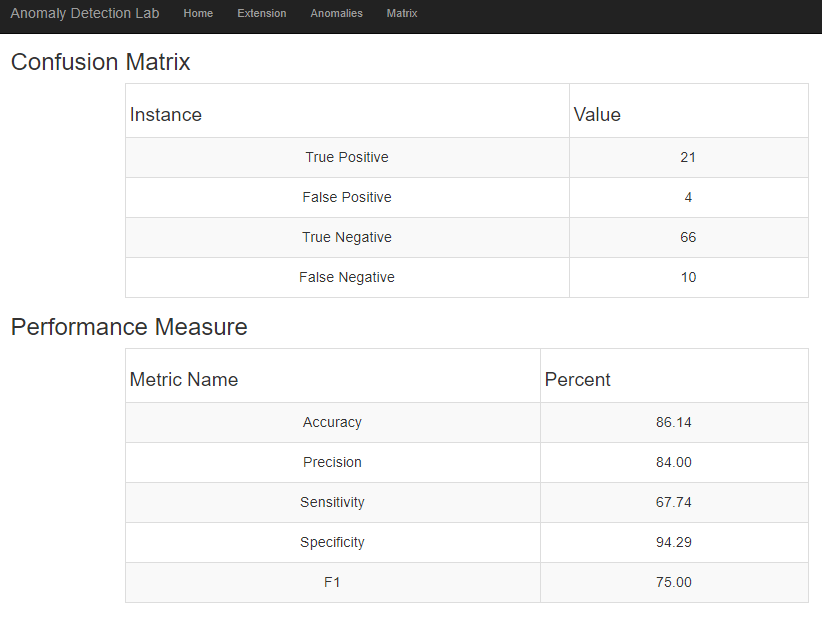 Anomaly Detection Lab Home Extension Anomalies Matrix
Confusion Matrix
Instance Value
True Positive 21
False Positive 4
True Negative 66
False Negative 10
Performance Measure
Metric Name Percent
Accuracy 86.14
Precision 84.00
Sensitivity 67.74
Specificity 94.29
F1 75.00